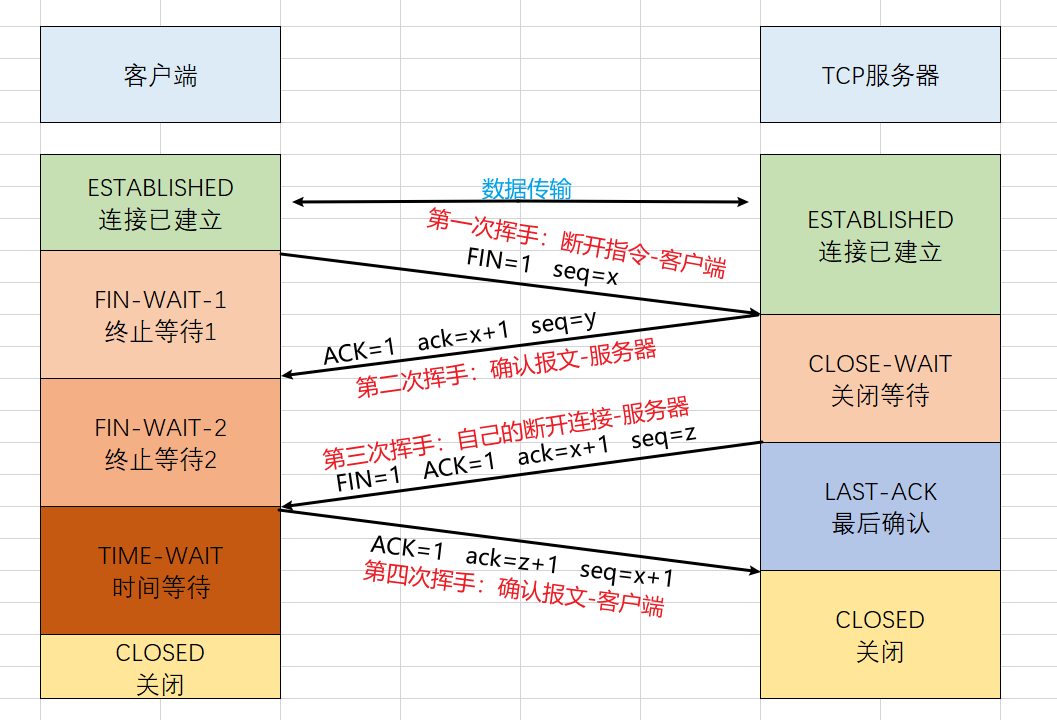 客户端
TCP服务器
ESTABLISHED
连接已建立
数据传输
ESTABLISHED
连接已建立
第一次挥手：断开指令-客户端
FIN=1 seq=x
FIN-WAIT-1
终止等待1
ACK=1 ack=x+1 seq=y
第二次挥手：确认报文-服务器
CLOSE-WAIT
关闭等待
FIN-WAIT-2
终止等待2
第三次挥手：自己的断开连接-服务器
FIN=1 ACK=1 ack=x+1 seq=z
LAST-ACK
最后确认
TIME-WAIT
时间等待
ACK=1 ack=z+1 seq=x+1
第四次挥手：确认报文-客户端
CLOSED
关闭
CLOSED
关闭